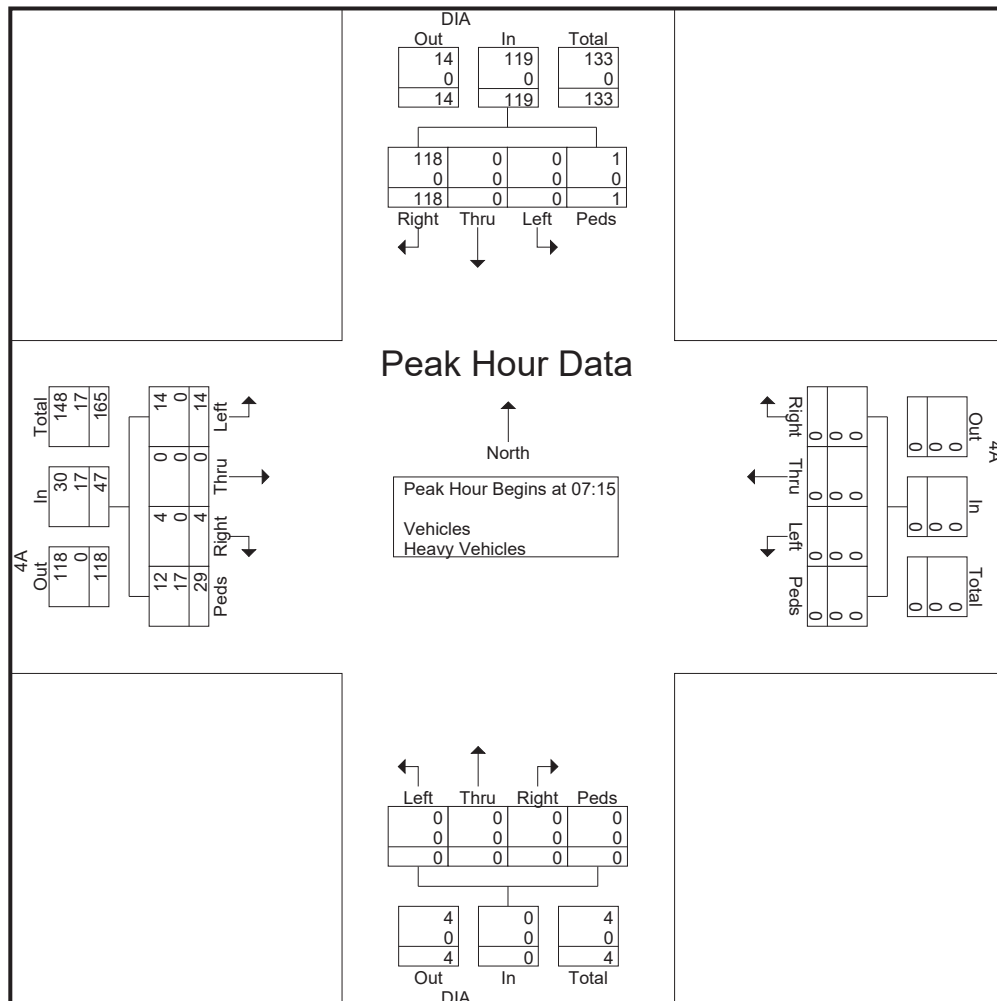 DIA
Out In Total
14 119 133
0 0 0
14 119 133
118 0 0 1
0 0 0 0
118 0 0 1
Right Thru Left Peds
Peak Hour Data
North
Peak Hour Begins at 07:15
Vehicles
Heavy Vehicles
4A
Out In Total
118 30 148
0 17 17
118 47 165
14 0 4 12
0 0 0 17
14 0 4 29
Left Thru Right Peds
4A
Out In Total
0 0 0
0 0 0
0 0 0
Right Thru Left Peds
0 0 0 0
0 0 0 0
0 0 0 0
Left Thru Right Peds
0 0 0 0
0 0 0 0
0 0 0 0
4 0 4
0 0 0
4 0 4
Out In Total
DIA